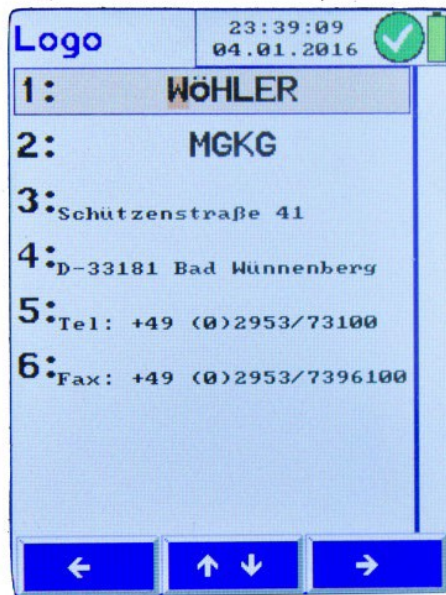 Logo
23:39:09
04.01.2016
1: WöHLER
2: MGKG
3: Schützenstraße 41
4: D-33181 Bad Wünnenberg
5: Tel: +49 (0)2953/73100
6: Fax: +49 (0)2953/7396100
← ↑ ↓ →